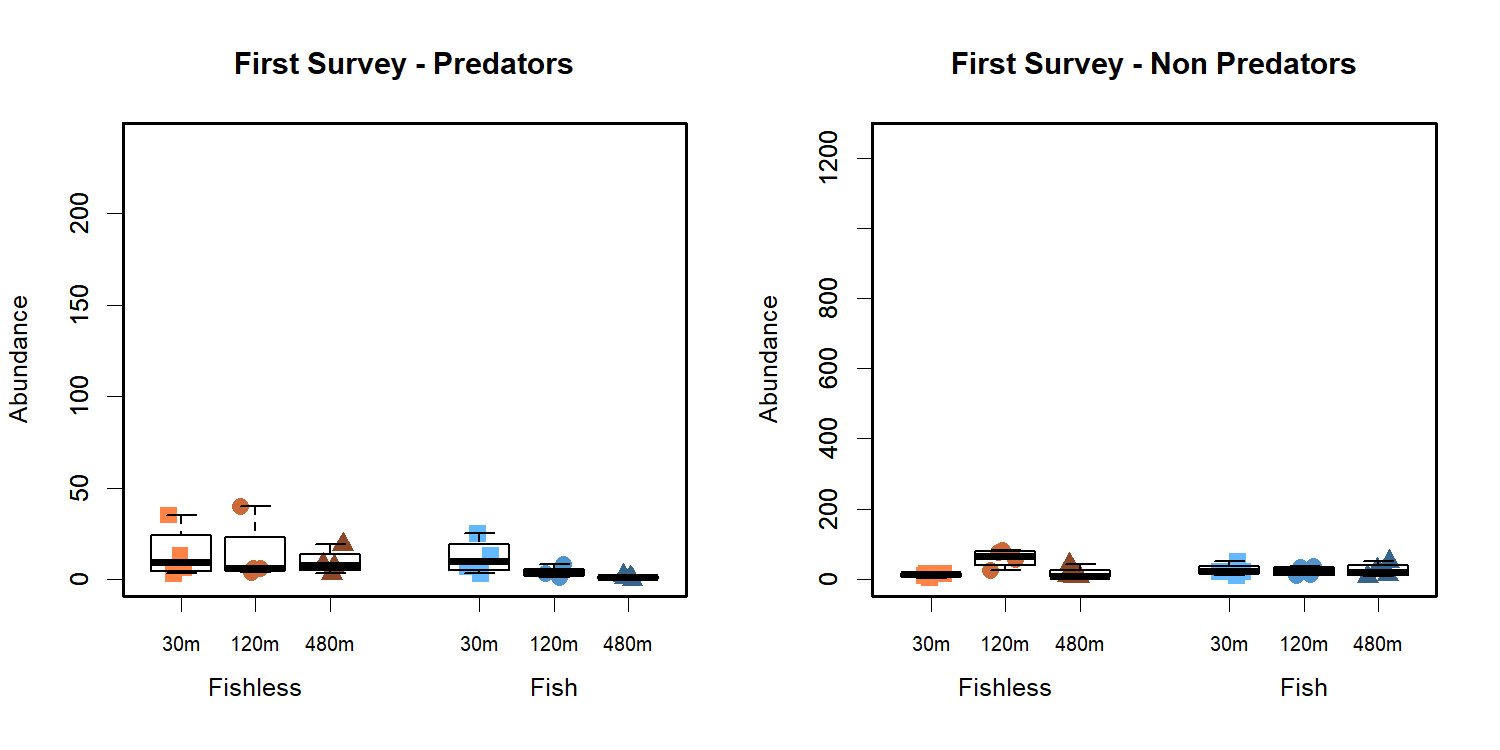 First Survey - Predators
Abundance
200
150
100
50
0
30m 120m 480m 30m 120m 480m
Fishless Fish
First Survey - Non Predators
Abundance
1200
800
600
400
200
0
30m 120m 480m 30m 120m 480m
Fishless Fish